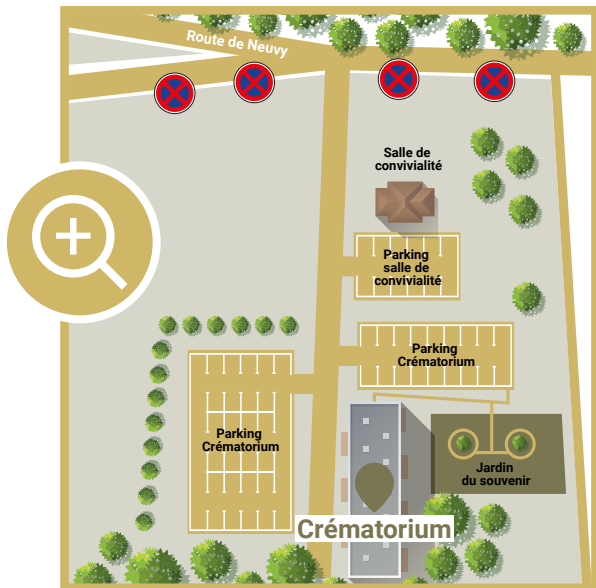 Route de Neuvy
Salle de
convivialité
Parking
salle de
convivialité
Parking
Crématorium
Parking
Crématorium
Jardin
du souvenir
Crématorium